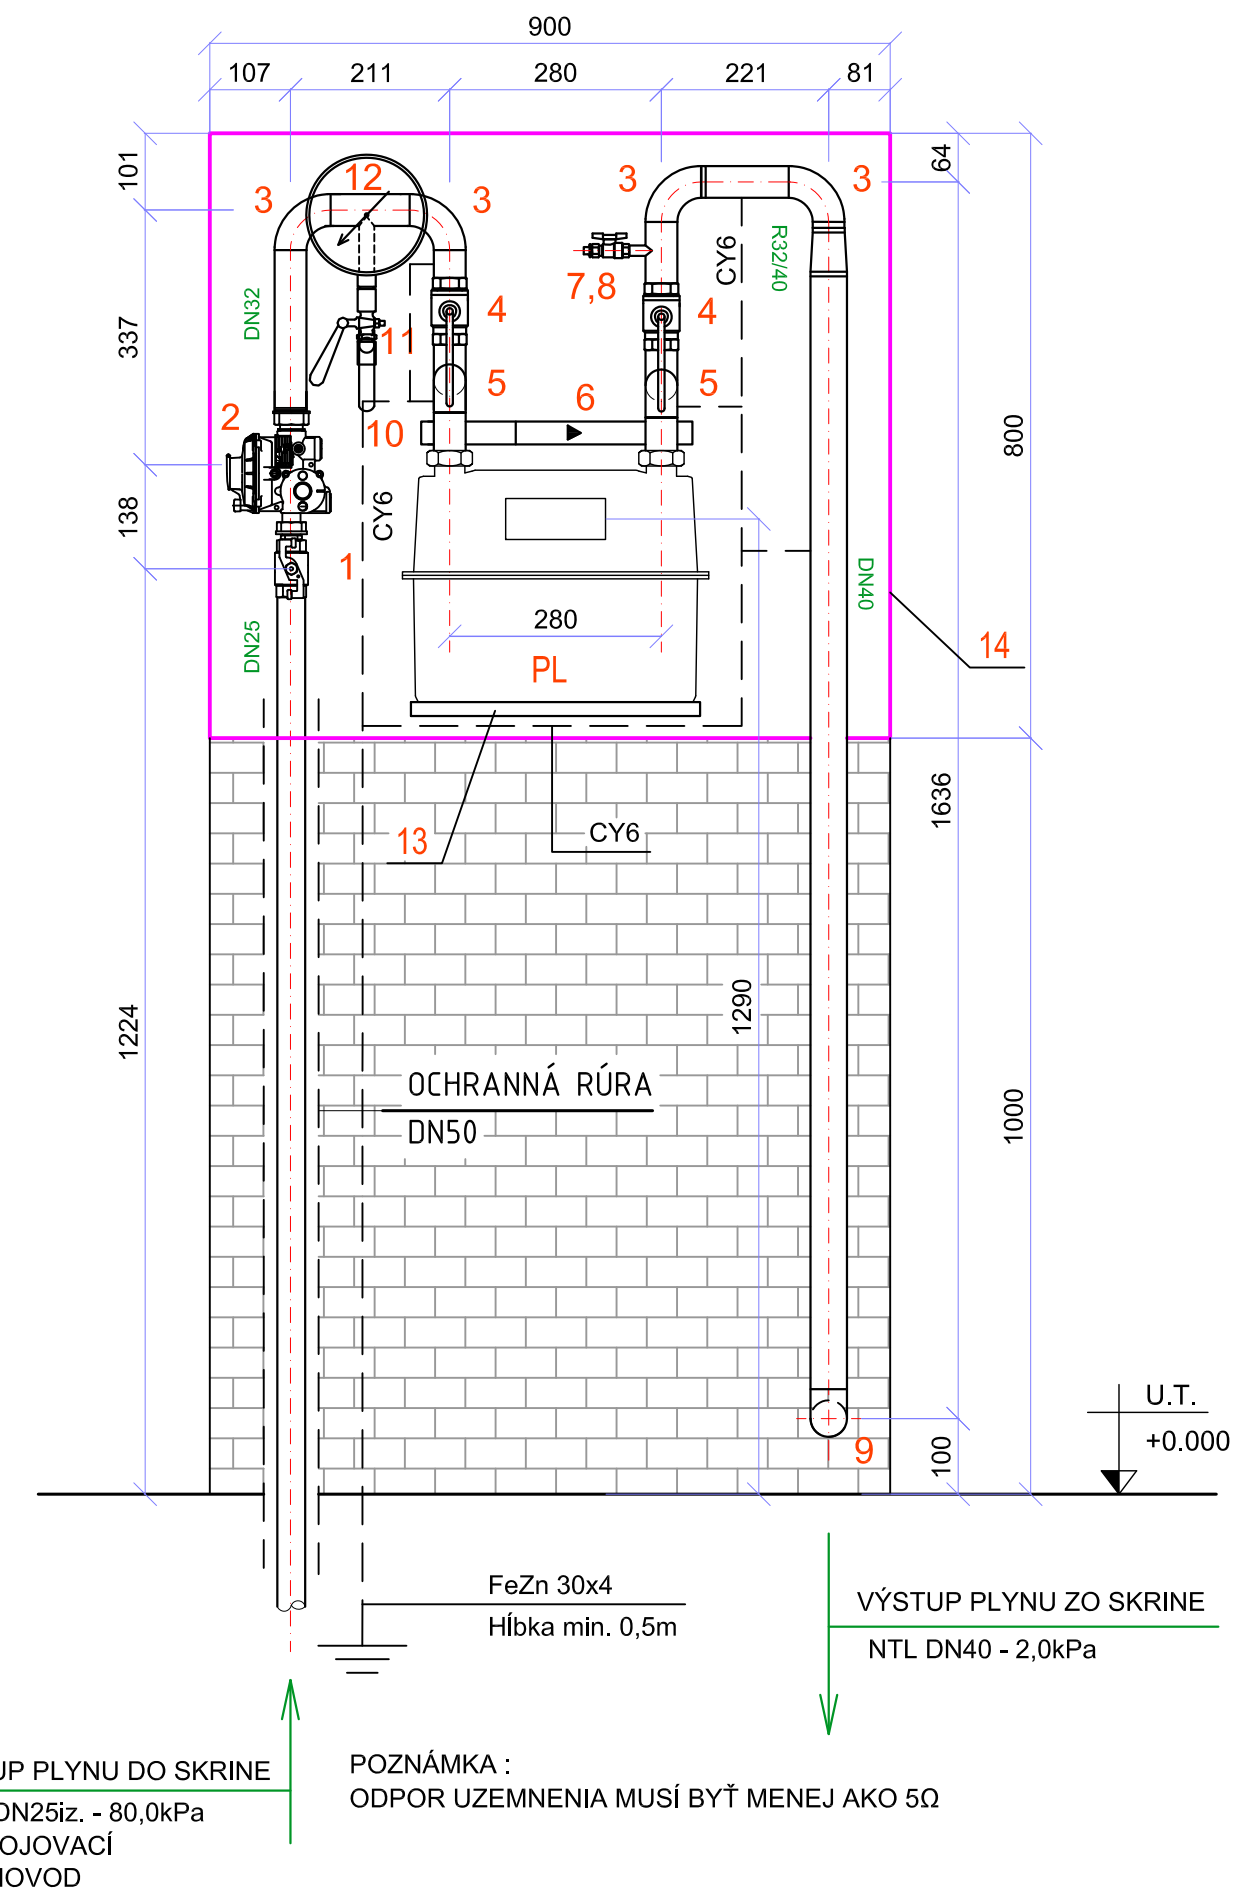 900
107 211 280 221 81
101
64
3 12 3 3 3
CY6
R32/40
7,8
DN32
4 4
337
11
5 5
6
2
10
800
138
CY6
1
DN40
280
DN25
14
PL
1636
13
CY6
1290
1224
OCHRANNÁ RÚRA
DN50
1000
U.T.
+0.000
9
100
FeZn 30x4
Hĺbka min. 0,5m
VÝSTUP PLYNU ZO SKRINE
NTL DN40 - 2,0kPa
UP PLYNU DO SKRINE
DN25iz. - 80,0kPa
OJOVACÍ
NOVOD
POZNÁMKA :
ODPOR UZEMNENIA MUSÍ BYŤ MENEJ AKO 5Ω